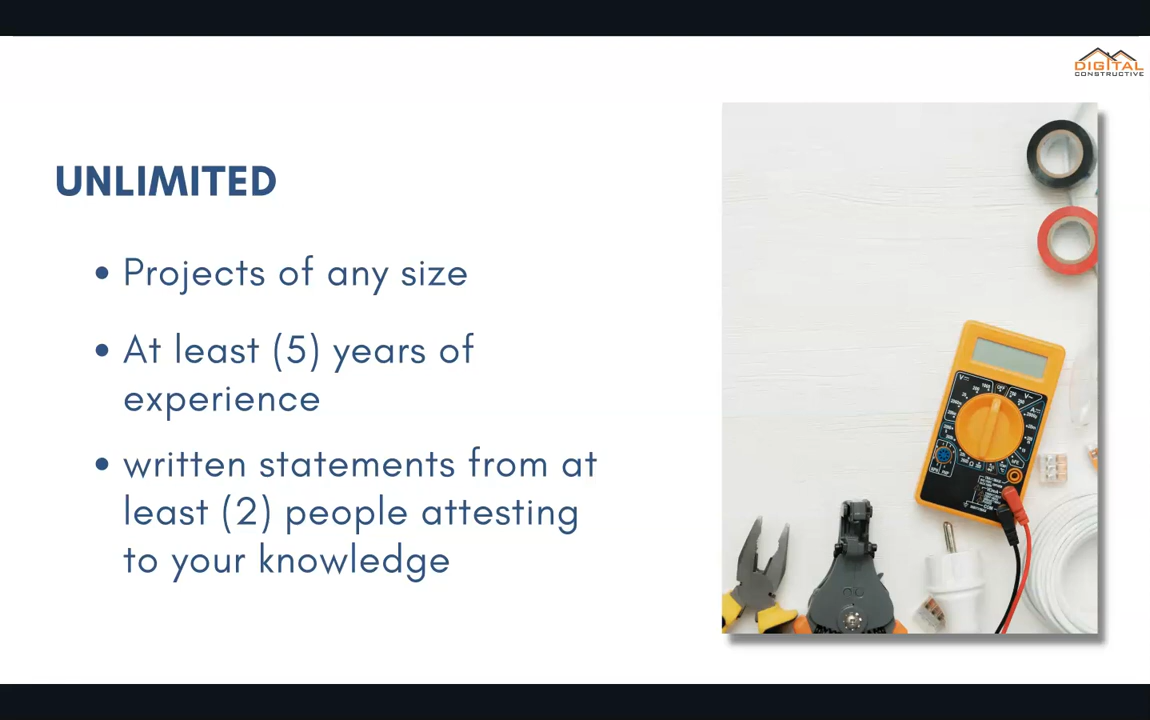 DIGITAL
CONSTRUCTIVE
UNLIMITED
• Projects of any size
• At least (5) years of
experience
• written statements from at
least (2) people attesting
to your knowledge